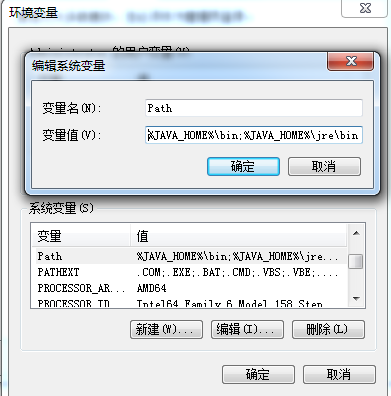 环境变量
的用户变量(U)
编辑系统变量
变量名(N):
Path
变量值(V):
%JAVA_HOME%\bin;%JAVA_HOME%\jre\bin
确定
取消
系统变量(S)
变量
值
Path
%JAVA_HOME%\bin;%JAVA_HOME%\jre...
PATHEXT
.COM;.EXE;.BAT;.CMD;.VBS;.VBE;....
PROCESSOR_AR...
AMD64
PROCESSOR_ID
Intel64 Family 6 Model 158 Step
新建(W)...
编辑(I)...
删除(L)
确定
取消